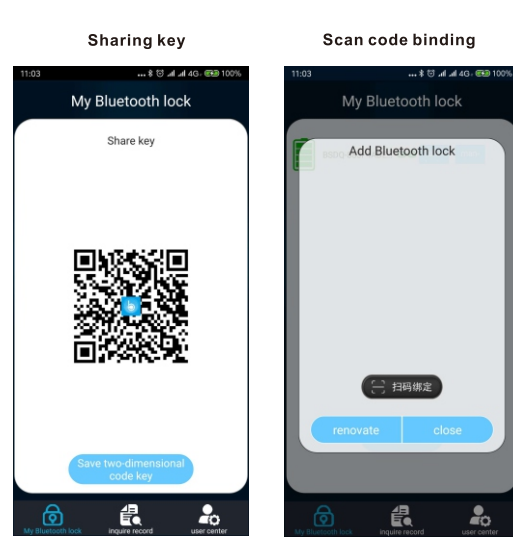 Sharing key
Scan code binding
11:03
4G
100%
My Bluetooth lock
Share key
Save two-dimensional
code key
My Bluetooth lock
inquire record
user center
11:03
4G
100%
My Bluetooth lock
Add Bluetooth lock
扫码绑定
renovate
close
My Bluetooth lock
inquire record
user center